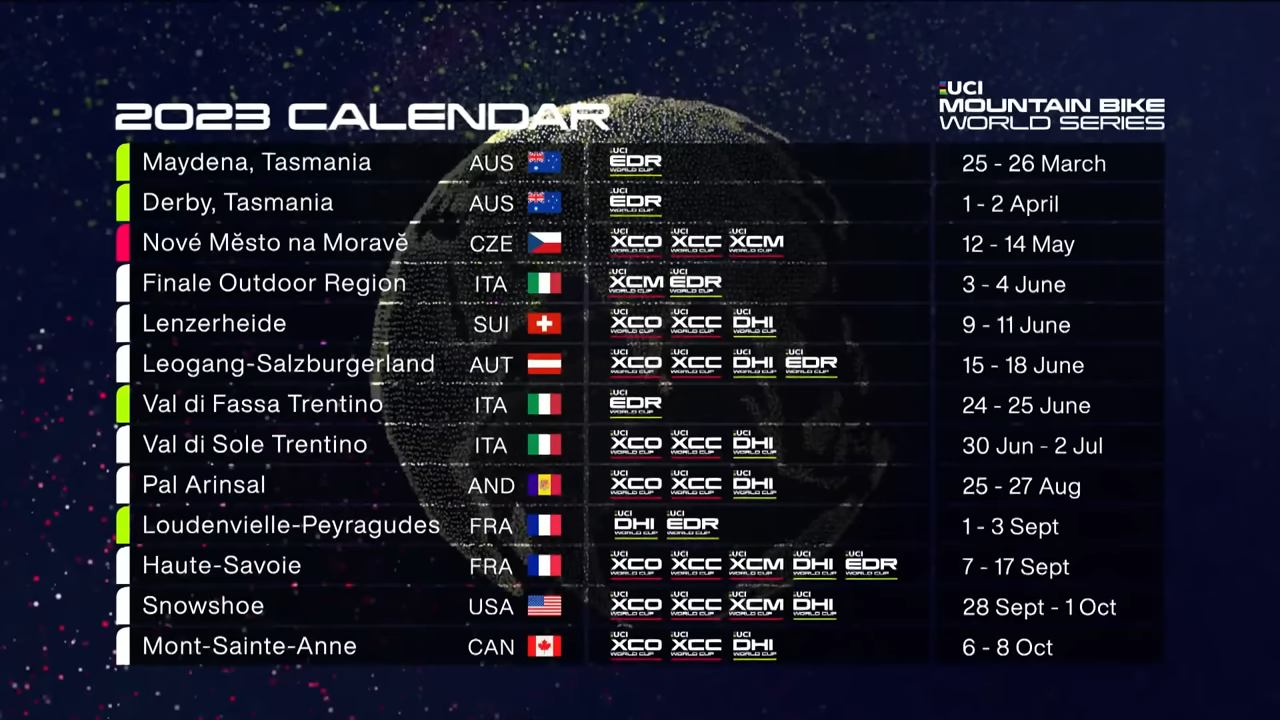 UCI
2023 CALENDAR MOUNTAIN BIKE
WORLD SERIES
Maydena, Tasmania AUS UCI EDR WORLD CUP 25 - 26 March
Derby, Tasmania AUS UCI EDR WORLD CUP 1 - 2 April
Nové Mĕsto na Moravĕ CZE UCI XCO WORLD CUP UCI XCC WORLD CUP UCI XCM WORLD CUP 12 - 14 May
Finale Outdoor Region ITA UCI XCM WORLD CUP UCI EDR WORLD CUP 3 - 4 June
Lenzerheide SUI UCI XCO WORLD CUP UCI XCC WORLD CUP UCI DHI WORLD CUP 9 - 11 June
Leogang-Salzburgerland AUT UCI XCO WORLD CUP UCI XCC WORLD CUP UCI DHI WORLD CUP UCI EDR WORLD CUP 15 - 18 June
Val di Fassa Trentino ITA UCI EDR WORLD CUP 24 - 25 June
Val di Sole Trentino ITA UCI XCO WORLD CUP UCI XCC WORLD CUP UCI DHI WORLD CUP 30 Jun - 2 Jul
Pal Arinsal AND UCI XCO WORLD CUP UCI XCC WORLD CUP UCI DHI WORLD CUP 25 - 27 Aug
Loudenvielle-Peyragudes FRA UCI DHI WORLD CUP UCI EDR WORLD CUP 1 - 3 Sept
Haute-Savoie FRA UCI XCO WORLD CUP UCI XCC WORLD CUP UCI XCM WORLD CUP UCI DHI WORLD CUP UCI EDR WORLD CUP 7 - 17 Sept
Snowshoe USA UCI XCO WORLD CUP UCI XCC WORLD CUP UCI XCM WORLD CUP UCI DHI WORLD CUP 28 Sept - 1 Oct
Mont-Sainte-Anne CAN UCI XCO WORLD CUP UCI XCC WORLD CUP UCI DHI WORLD CUP 6 - 8 Oct